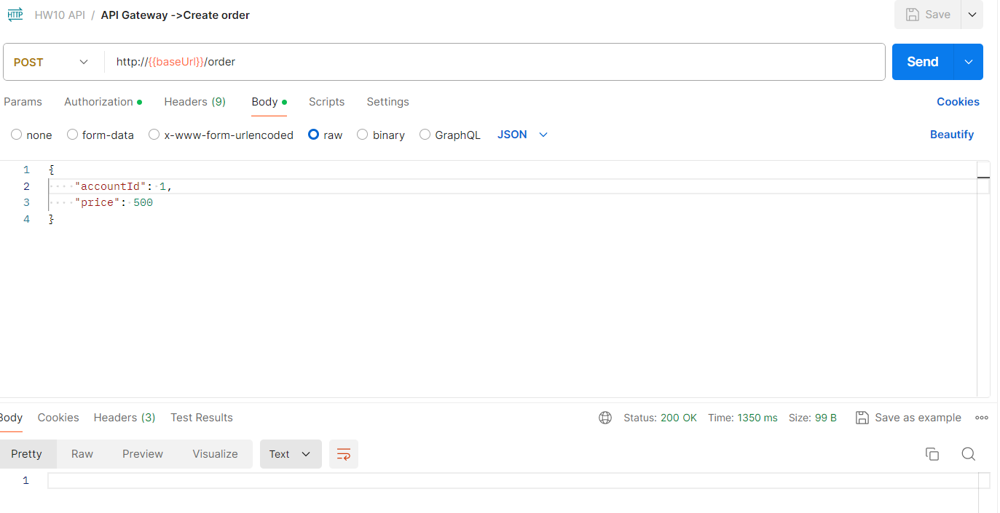 HTTP HW10 API / API Gateway ->Create order Save
POST http://{{baseUrl}}/order Send
Params Authorization Headers (9) Body Scripts Settings Cookies
none form-data x-www-form-urlencoded raw binary GraphQL JSON Beautify
1 {
2 "accountId": 1,
3 "price": 500
4 }
Body Cookies Headers (3) Test Results Status: 200 OK Time: 1350 ms Size: 99 B Save as example
Pretty Raw Preview Visualize Text
1